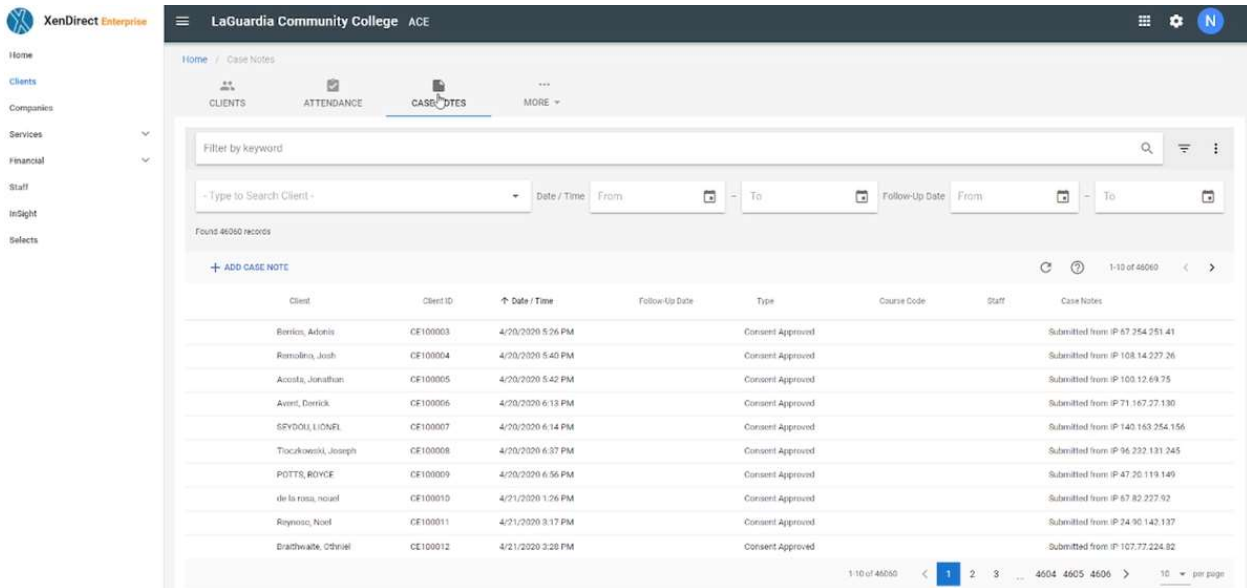 XenDirect Enterprise
LaGuardia Community College ACE
N
Home
Clients
Companies
Services
Financial
Staff
InSight
Selects
Home / Case Notes
CLIENTS ATTENDANCE CASE NOTES MORE
Filter by keyword
- Type to Search Client - Date / Time From – To Follow-Up Date From – To
Found 46060 records
+ ADD CASE NOTE 1-10 of 46060
Client Client ID Date / Time Follow-Up Date Type Course Code Staff Case Notes
Berrios, Adonis CE100003 4/20/2020 5:26 PM Consent Approved Submitted from IP 67.254.251.41
Remolino, Josh CE100004 4/20/2020 5:40 PM Consent Approved Submitted from IP 108.14.227.26
Acosta, Jonathan CE100005 4/20/2020 5:42 PM Consent Approved Submitted from IP 100.12.69.75
Avent, Derrick CE100006 4/20/2020 6:13 PM Consent Approved Submitted from IP 71.167.27.130
SEYDOU, LIONEL CE100007 4/20/2020 6:14 PM Consent Approved Submitted from IP 140.163.254.156
Tloczkowski, Joseph CE100008 4/20/2020 6:37 PM Consent Approved Submitted from IP 96.232.131.245
POTTS, ROYCE CE100009 4/20/2020 6:56 PM Consent Approved Submitted from IP 47.20.119.149
de la rosa, nouel CE100010 4/21/2020 1:26 PM Consent Approved Submitted from IP 67.82.227.92
Reynoso, Noel CE100011 4/21/2020 3:17 PM Consent Approved Submitted from IP 24.90.142.137
Braithwaite, Othniel CE100012 4/21/2020 3:28 PM Consent Approved Submitted from IP 107.77.224.82
1-10 of 46060 < 1 2 3 ... 4604 4605 4606 > 10 per page